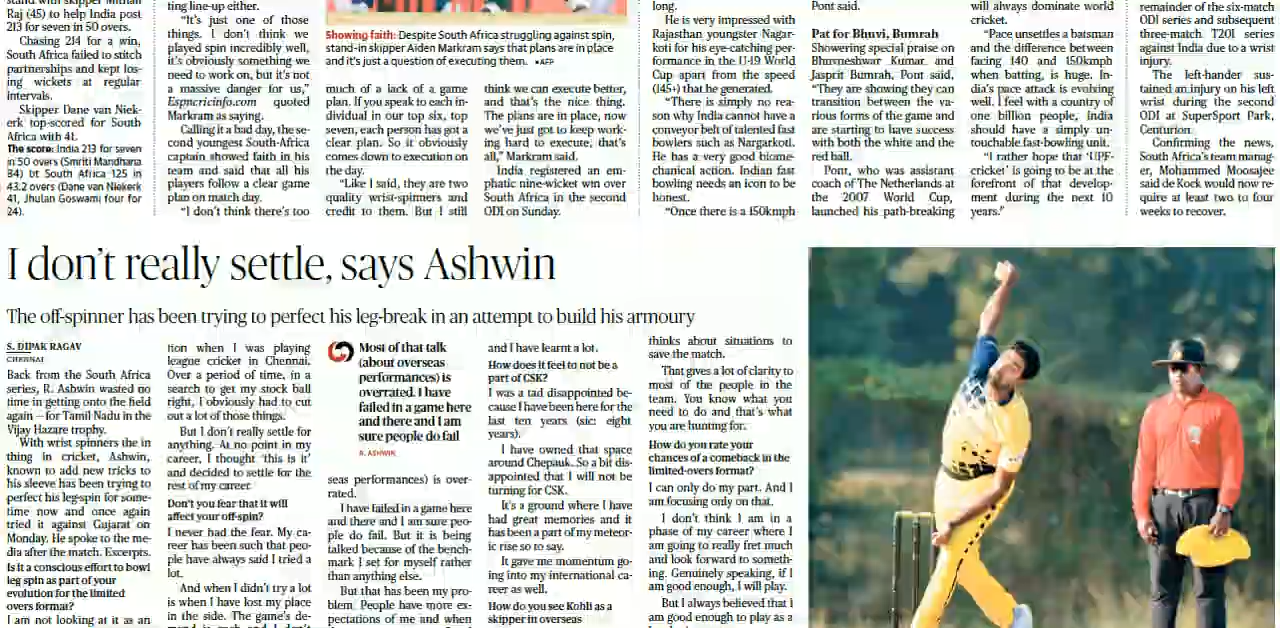 stand with skipper Mithali
Raj (45) to help India post
213 for seven in 50 overs.
Chasing 214 for a win,
South Africa failed to stitch
partnerships and kept los-
ing wickets at regular
intervals.
Skipper Dane van Niek-
erk top-scored for South
Africa with 41.
The score: India 213 for seven
in 50 overs (Smriti Mandhana
84) bt South Africa 125 in
43.2 overs (Dane van Niekerk
41, Jhulan Goswami four for
24).
ting line-up either.
"It's just one of those
things. I don't think we
played spin incredibly well,
it's obviously something we
need to work on, but it's not
a massive danger for us,"
Espncricinfo.com quoted
Markram as saying.
Calling it a bad day, the se-
cond youngest South-Africa
captain showed faith in his
team and said that all his
players follow a clear game
plan on match day.
"I don't think there's too
Showing faith: Despite South Africa struggling against spin,
stand-in skipper Aiden Markram says that plans are in place
and it's just a question of executing them. •AFP
much of a lack of a game
plan. If you speak to each in-
dividual in our top six, top
seven, each person has got a
clear plan. So it obviously
comes down to execution on
the day.
"Like I said, they are two
quality wrist-spinners and
credit to them. But I still
think we can execute better,
and that's the nice thing.
The plans are in place, now
we've just got to keep work-
ing hard to execute, that's
all," Markram said.
India registered an em-
phatic nine-wicket win over
South Africa in the second
ODI on Sunday.
long.
He is very impressed with
Rajasthan youngster Nagar-
koti for his eye-catching per-
formance in the U-19 World
Cup apart from the speed
(145+) that he generated.
"There is simply no rea-
son why India cannot have a
conveyor belt of talented fast
bowlers such as Nargarkoti.
He has a very good biome-
chanical action. Indian fast
bowling needs an icon to be
honest.
"Once there is a 150kmph
Pont said.
Pat for Bhuvi, Bumrah
Showering special praise on
Bhuvneshwar Kumar and
Jasprit Bumrah, Pont said,
"They are showing they can
transition between the va-
rious forms of the game and
are starting to have success
with both the white and the
red ball.
Pont, who was assistant
coach of The Netherlands at
the 2007 World Cup,
launched his path-breaking
will always dominate world
cricket.
"Pace unsettles a batsman
and the difference between
facing 140 and 150kmph
when batting, is huge. In-
dia's pace attack is evolving
well. I feel with a country of
one billion people, India
should have a simply un-
touchable fast-bowling unit.
"I rather hope that 'UPF-
cricket' is going to be at the
forefront of that develop-
ment during the next 10
years."
remainder of the six-match
ODI series and subsequent
three-match T20I series
against India due to a wrist
injury.
The left-hander sus-
tained an injury on his left
wrist during the second
ODI at SuperSport Park,
Centurion.
Confirming the news,
South Africa's team manag-
er, Mohammed Moosajee
said de Kock would now re-
quire at least two to four
weeks to recover.
I don't really settle, says Ashwin
The off-spinner has been trying to perfect his leg-break in an attempt to build his armoury
S. DIPAK RAGAV
CHENNAI
Back from the South Africa
series, R. Ashwin wasted no
time in getting onto the field
again – for Tamil Nadu in the
Vijay Hazare trophy.
With wrist spinners the in
thing in cricket, Ashwin,
known to add new tricks to
his sleeve has been trying to
perfect his leg-spin for some-
time now and once again
tried it against Gujarat on
Monday. He spoke to the me-
dia after the match. Excerpts.
Is it a conscious effort to bowl
leg spin as part of your
evolution for the limited
overs format?
I am not looking at it as an
tion when I was playing
league cricket in Chennai.
Over a period of time, in a
search to get my stock ball
right, I obviously had to cut
out a lot of those things.
But I don't really settle for
anything. At no point in my
career, I thought 'this is it'
and decided to settle for the
rest of my career.
Don't you fear that it will
affect your off-spin?
I never had the fear. My ca-
reer has been such that peo-
ple have always said I tried a
lot.
And when I didn't try a lot
is when I have lost my place
in the side. The game's de-
mand is such and I don't
Most of that talk
(about overseas
performances) is
overrated. I have
failed in a game here
and there and I am
sure people do fail
R. ASHWIN
seas performances) is over-
rated.
I have failed in a game here
and there and I am sure peo-
ple do fail. But it is being
talked because of the bench-
mark I set for myself rather
than anything else.
But that has been my pro-
blem. People have more ex-
pectations of me and when
and I have learnt a lot.
How does it feel to not be a
part of CSK?
I was a tad disappointed be-
cause I have been here for the
last ten years (sic: eight
years).
I have owned that space
around Chepauk. So a bit dis-
appointed that I will not be
turning for CSK.
It's a ground where I have
had great memories and it
has been a part of my meteor-
ic rise so to say.
It gave me momentum go-
ing into my international ca-
reer as well.
How do you see Kohli as a
skipper in overseas
thinks about situations to
save the match.
That gives a lot of clarity to
most of the people in the
team. You know what you
need to do and that's what
you are hunting for.
How do you rate your
chances of a comeback in the
limited-overs format?
I can only do my part. And I
am focusing only on that.
I don't think I am in a
phase of my career where I
am going to really fret much
and look forward to someth-
ing. Genuinely speaking, if I
am good enough, I will play.
But I always believed that I
am good enough to play as a